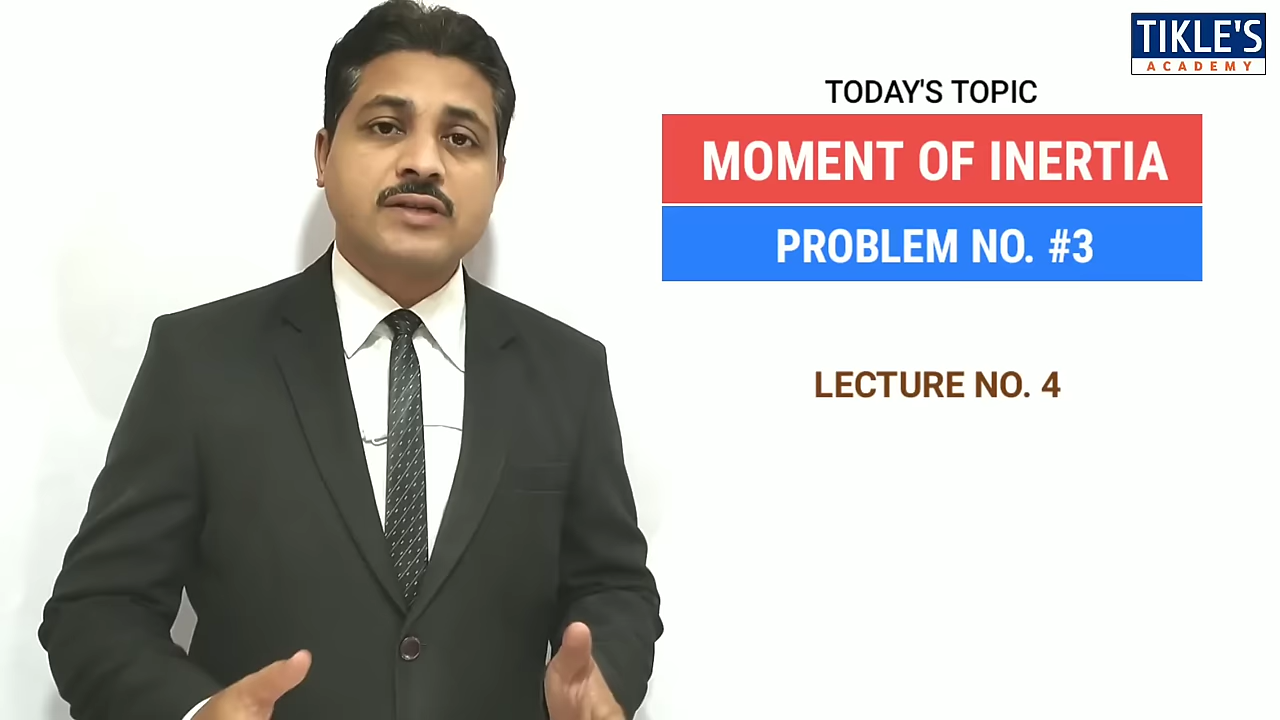 TIKLE'S
ACADEMY
TODAY'S TOPIC
MOMENT OF INERTIA
PROBLEM NO. #3
LECTURE NO. 4